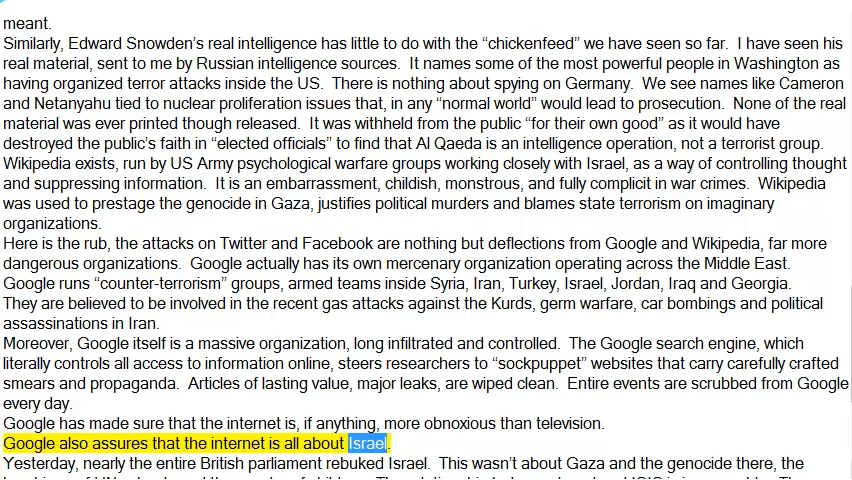 meant.
Similarly, Edward Snowden’s real intelligence has little to do with the “chickenfeed” we have seen so far.  I have seen his
real material, sent to me by Russian intelligence sources.  It names some of the most powerful people in Washington as
having organized terror attacks inside the US.  There is nothing about spying on Germany.  We see names like Cameron
and Netanyahu tied to nuclear proliferation issues that, in any “normal world” would lead to prosecution.  None of the real
material was ever printed though released.  It was withheld from the public “for their own good” as it would have
destroyed the public’s faith in “elected officials” to find that Al Qaeda is an intelligence operation, not a terrorist group.
Wikipedia exists, run by US Army psychological warfare groups working closely with Israel, as a way of controlling thought
and suppressing information.  It is an embarrassment, childish, monstrous, and fully complicit in war crimes.  Wikipedia
was used to prestage the genocide in Gaza, justifies political murders and blames state terrorism on imaginary
organizations.
Here is the rub, the attacks on Twitter and Facebook are nothing but deflections from Google and Wikipedia, far more
dangerous organizations.  Google actually has its own mercenary organization operating across the Middle East.
Google runs “counter-terrorism” groups, armed teams inside Syria, Iran, Turkey, Israel, Jordan, Iraq and Georgia.
They are believed to be involved in the recent gas attacks against the Kurds, germ warfare, car bombings and political
assassinations in Iran.
Moreover, Google itself is a massive organization, long infiltrated and controlled.  The Google search engine, which
literally controls all access to information online, steers researchers to “sockpuppet” websites that carry carefully crafted
smears and propaganda.  Articles of lasting value, major leaks, are wiped clean.  Entire events are scrubbed from Google
every day.
Google has made sure that the internet is, if anything, more obnoxious than television.
Google also assures that the internet is all about Israel.
Yesterday, nearly the entire British parliament rebuked Israel.  This wasn’t about Gaza and the genocide there, the